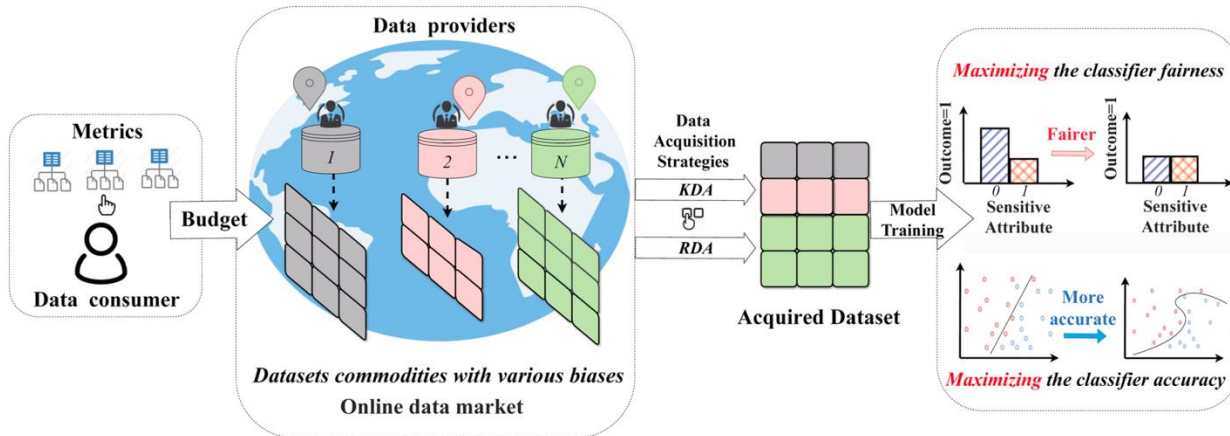 Metrics
Data consumer
Budget
Data providers
1
2
...
N
Datasets commodities with various biases
Online data market
Data
Acquisition
Strategies
KDA
RDA
Acquired Dataset
Model
Training
Maximizing the classifier fairness
Outcome=1
0
1
Sensitive
Attribute
Fairer
Outcome=1
0
1
Sensitive
Attribute
More
accurate
Maximizing the classifier accuracy